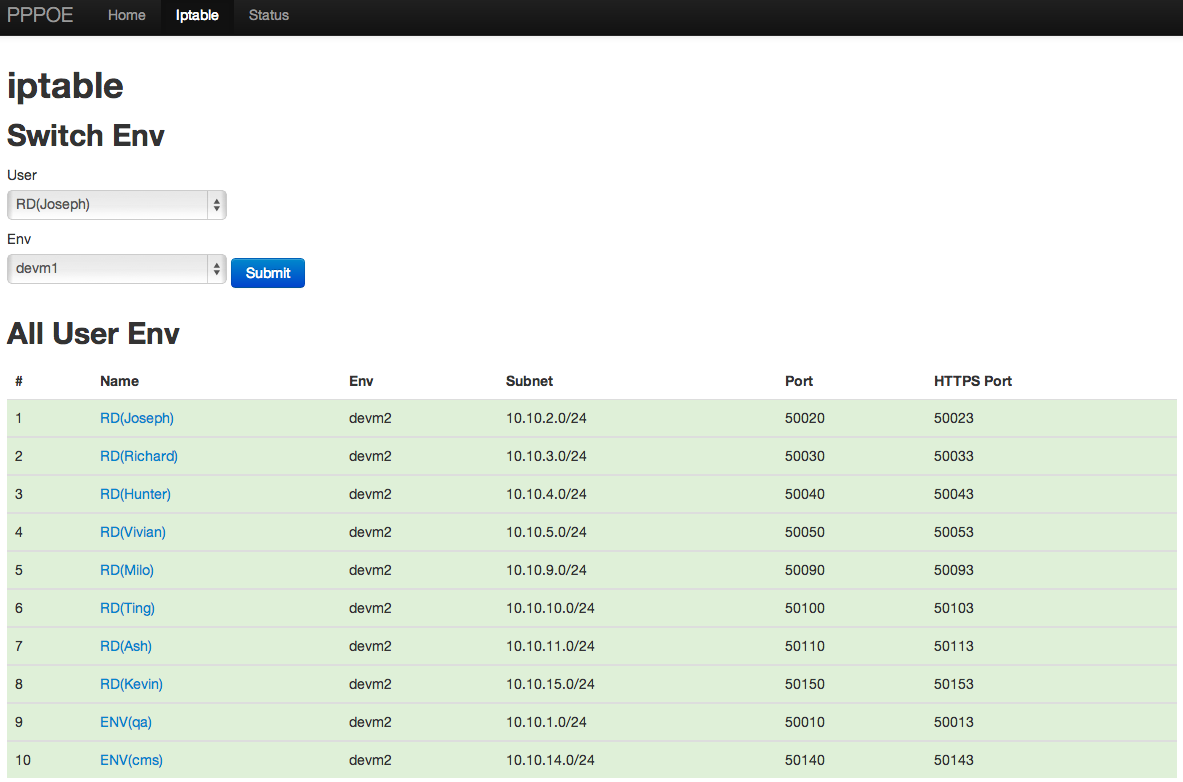 PPPOE Home Iptable Status
iptable
Switch Env
User
RD(Joseph)
Env
devm1 Submit
All User Env
# Name Env Subnet Port HTTPS Port
1 RD(Joseph) devm2 10.10.2.0/24 50020 50023
2 RD(Richard) devm2 10.10.3.0/24 50030 50033
3 RD(Hunter) devm2 10.10.4.0/24 50040 50043
4 RD(Vivian) devm2 10.10.5.0/24 50050 50053
5 RD(Milo) devm2 10.10.9.0/24 50090 50093
6 RD(Ting) devm2 10.10.10.0/24 50100 50103
7 RD(Ash) devm2 10.10.11.0/24 50110 50113
8 RD(Kevin) devm2 10.10.15.0/24 50150 50153
9 ENV(qa) devm2 10.10.1.0/24 50010 50013
10 ENV(cms) devm2 10.10.14.0/24 50140 50143